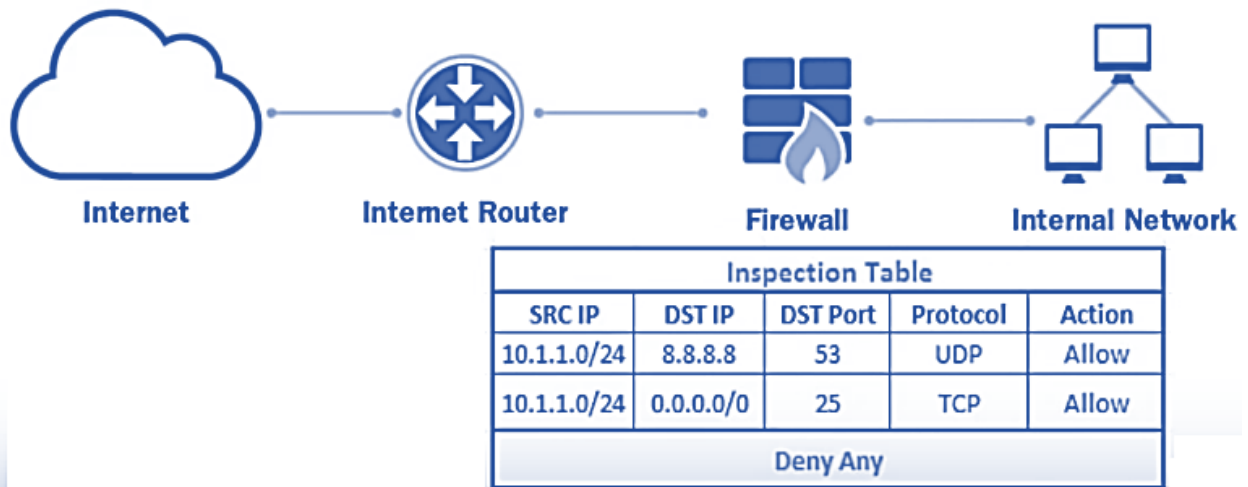 Internet
Internet Router
Firewall
Internal Network
Inspection Table
SRC IP DST IP DST Port Protocol Action
10.1.1.0/24 8.8.8.8 53 UDP Allow
10.1.1.0/24 0.0.0.0/0 25 TCP Allow
Deny Any